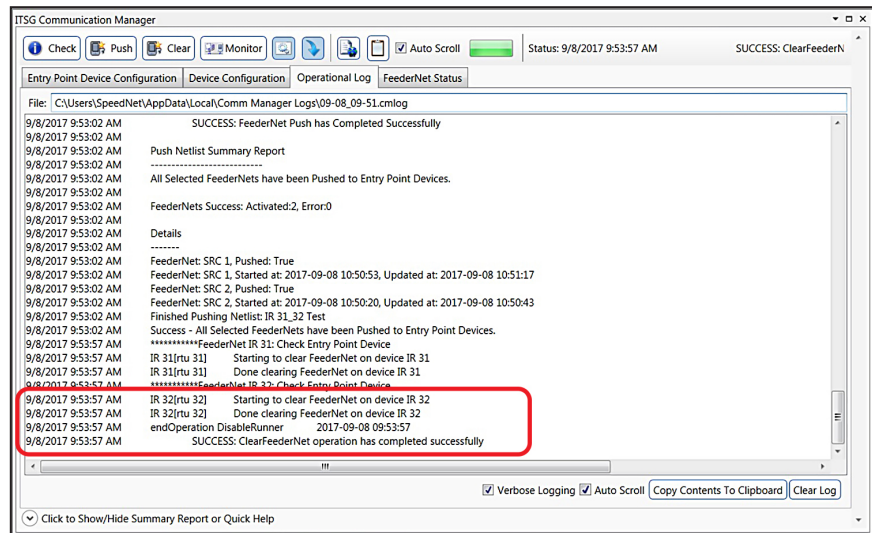 ITSG Communication Manager
Check Push Clear Monitor Auto Scroll Status: 9/8/2017 9:53:57 AM SUCCESS: ClearFeederN
Entry Point Device Configuration Device Configuration Operational Log FeederNet Status
File: C:\Users\SpeedNet\AppData\Local\Comm Manager Logs\09-08_09-51.cmlog
9/8/2017 9:53:02 AM SUCCESS: FeederNet Push has Completed Successfully
9/8/2017 9:53:02 AM
9/8/2017 9:53:02 AM Push Netlist Summary Report
9/8/2017 9:53:02 AM ---------------------------
9/8/2017 9:53:02 AM All Selected FeederNets have been Pushed to Entry Point Devices.
9/8/2017 9:53:02 AM
9/8/2017 9:53:02 AM FeederNets Success: Activated:2, Error:0
9/8/2017 9:53:02 AM
9/8/2017 9:53:02 AM Details
9/8/2017 9:53:02 AM -------
9/8/2017 9:53:02 AM FeederNet: SRC 1, Pushed: True
9/8/2017 9:53:02 AM FeederNet: SRC 1, Started at: 2017-09-08 10:50:53, Updated at: 2017-09-08 10:51:17
9/8/2017 9:53:02 AM FeederNet: SRC 2, Pushed: True
9/8/2017 9:53:02 AM FeederNet: SRC 2, Started at: 2017-09-08 10:50:20, Updated at: 2017-09-08 10:50:43
9/8/2017 9:53:02 AM Finished Pushing Netlist: IR 31_32 Test
9/8/2017 9:53:02 AM Success - All Selected FeederNets have been Pushed to Entry Point Devices.
9/8/2017 9:53:57 AM ***********FeederNet IR 31: Check Entry Point Device
9/8/2017 9:53:57 AM IR 31[rtu 31] Starting to clear FeederNet on device IR 31
9/8/2017 9:53:57 AM IR 31[rtu 31] Done clearing FeederNet on device IR 31
9/8/2017 9:53:57 AM ***********FeederNet IR 32: Check Entry Point Device
9/8/2017 9:53:57 AM IR 32[rtu 32] Starting to clear FeederNet on device IR 32
9/8/2017 9:53:57 AM IR 32[rtu 32] Done clearing FeederNet on device IR 32
9/8/2017 9:53:57 AM endOperation DisableRunner 2017-09-08 09:53:57
9/8/2017 9:53:57 AM SUCCESS: ClearFeederNet operation has completed successfully
Verbose Logging Auto Scroll Copy Contents To Clipboard Clear Log
Click to Show/Hide Summary Report or Quick Help